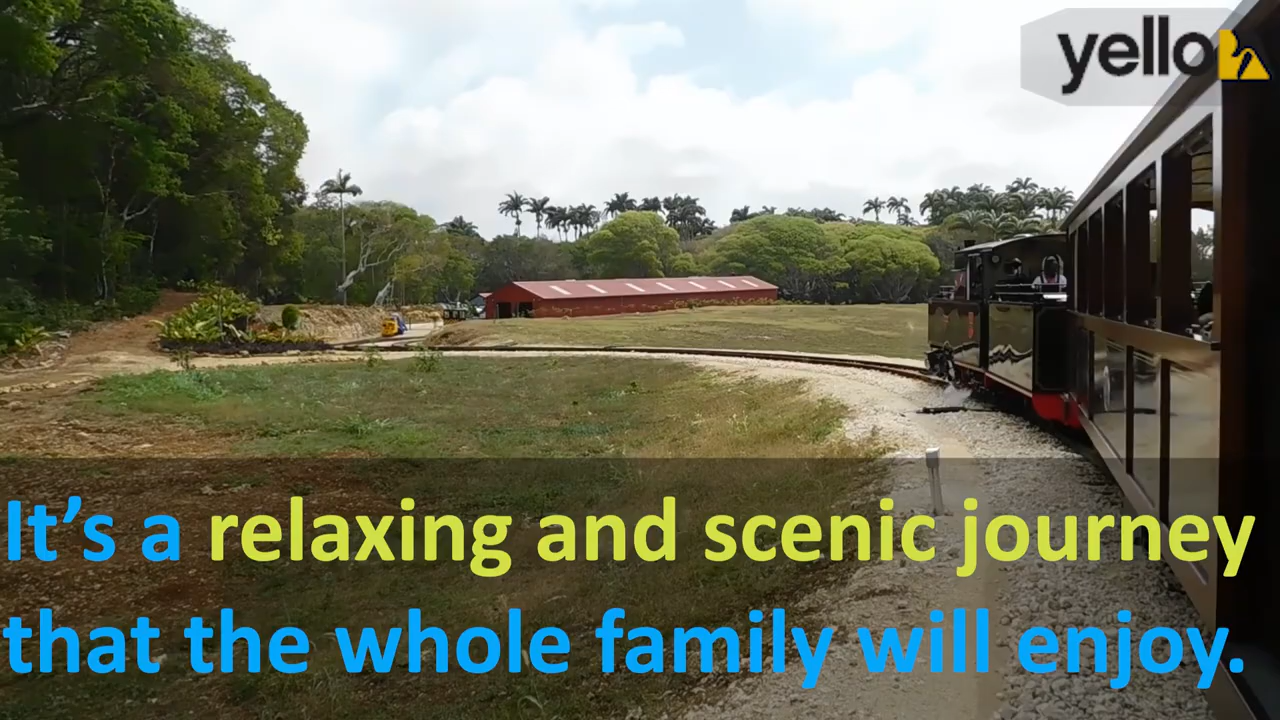 yello
It’s a relaxing and scenic journey
that the whole family will enjoy.